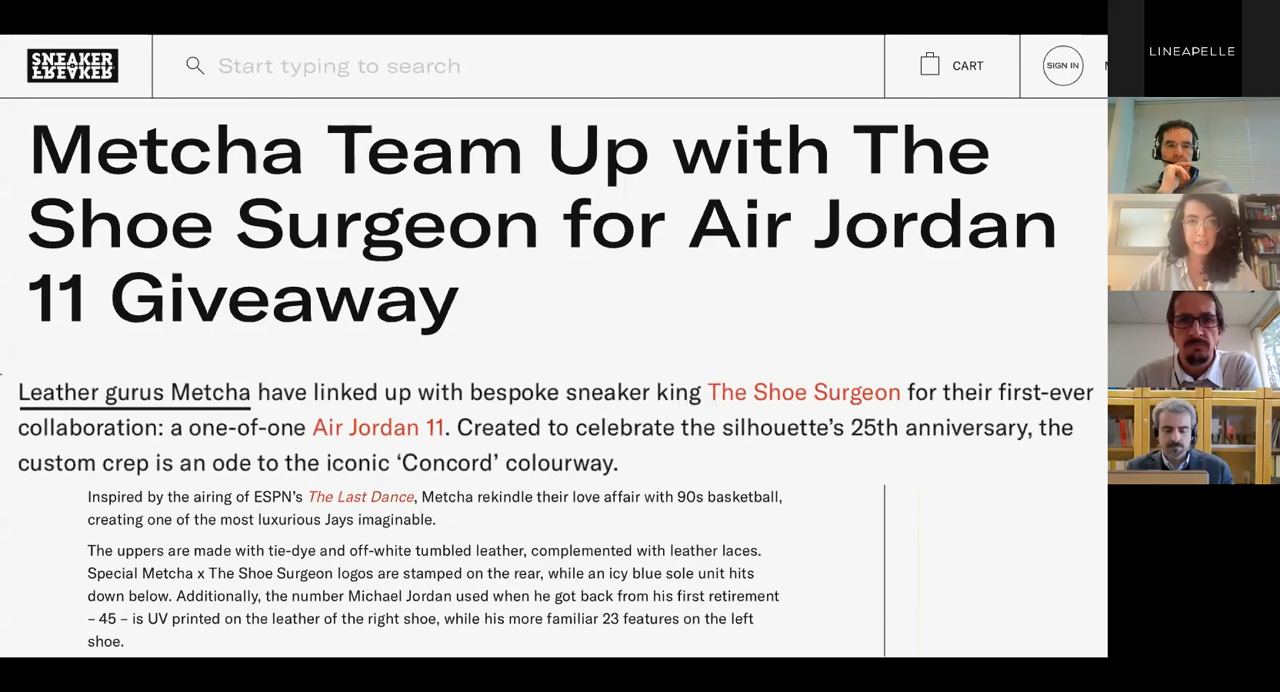 SNEAKER
FREAKER
Start typing to search
CART
SIGN IN
LINEAPELLE
Metcha Team Up with The
Shoe Surgeon for Air Jordan
11 Giveaway
Leather gurus Metcha have linked up with bespoke sneaker king The Shoe Surgeon for their first-ever
collaboration: a one-of-one Air Jordan 11. Created to celebrate the silhouette’s 25th anniversary, the
custom crep is an ode to the iconic ‘Concord’ colourway.
Inspired by the airing of ESPN’s The Last Dance, Metcha rekindle their love affair with 90s basketball,
creating one of the most luxurious Jays imaginable.
The uppers are made with tie-dye and off-white tumbled leather, complemented with leather laces.
Special Metcha x The Shoe Surgeon logos are stamped on the rear, while an icy blue sole unit hits
down below. Additionally, the number Michael Jordan used when he got back from his first retirement
– 45 – is UV printed on the leather of the right shoe, while his more familiar 23 features on the left
shoe.